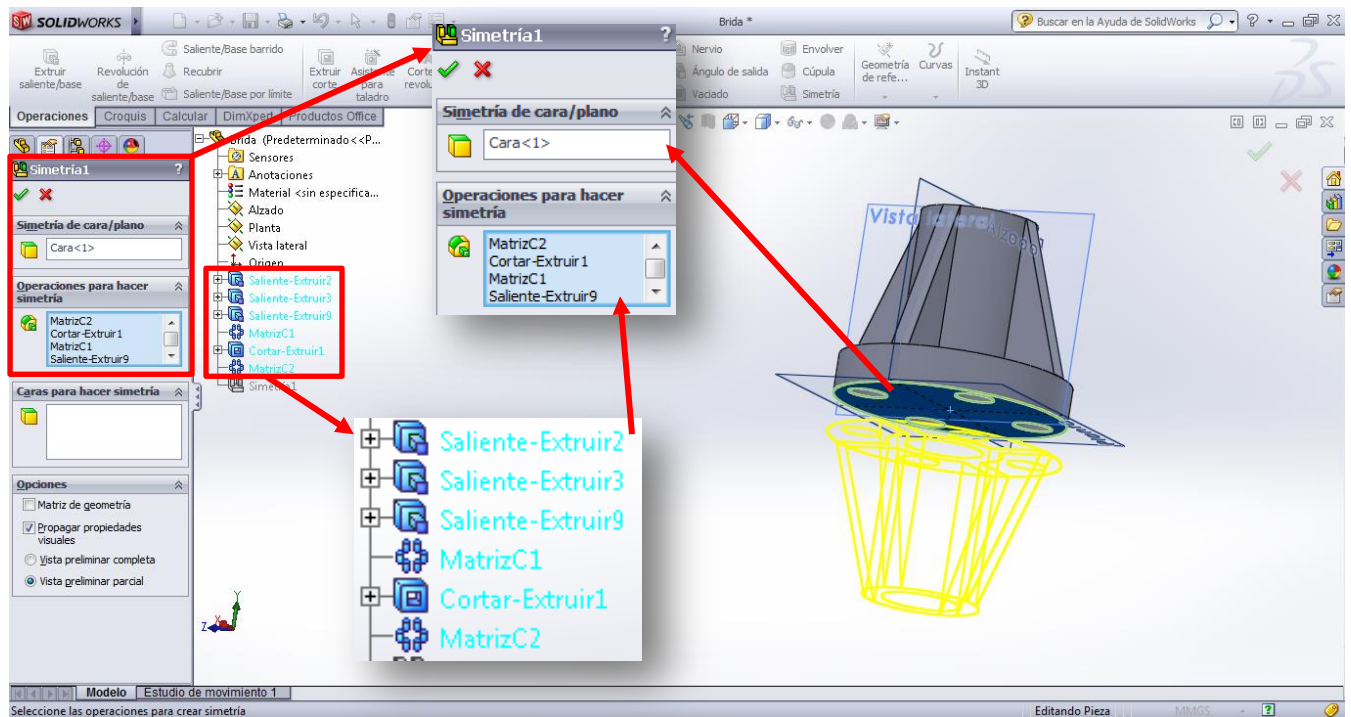 SOLIDWORKS
Brida *
Buscar en la Ayuda de SolidWorks
Extruir
saliente/base
Revolución
de
saliente/base
Saliente/Base barrido
Recubrir
Saliente/Base por límite
Extruir
corte
Asistente
para
taladro
Corte
Nervio
Ángulo de salida
Vaciado
Envolver
Cúpula
Simetría
Geometría
de refe...
Curvas
Instant
3D
Operaciones
Croquis
Calcular
DimXpert
Productos Office
Simetría1
?
Simetría de cara/plano
Cara<1>
Operaciones para hacer
simetría
MatrizC2
Cortar-Extruir1
MatrizC1
Saliente-Extruir9
Caras para hacer simetría
Opciones
Matriz de geometría
Propagar propiedades
visuales
Vista preliminar completa
Vista preliminar parcial
Brida (Predeterminado<<P...
Sensores
Anotaciones
Material <sin especifica...
Alzado
Planta
Vista lateral
Origen
Saliente-Extruir2
Saliente-Extruir3
Saliente-Extruir9
MatrizC1
Cortar-Extruir1
MatrizC2
Simetría1
Simetría1
?
Simetría de cara/plano
Cara<1>
Operaciones para hacer
simetría
MatrizC2
Cortar-Extruir1
MatrizC1
Saliente-Extruir9
Saliente-Extruir2
Saliente-Extruir3
Saliente-Extruir9
MatrizC1
Cortar-Extruir1
MatrizC2
Vista lateral
Alzado
Y
Z
Modelo
Estudio de movimiento 1
Seleccione las operaciones para crear simetría
Editando Pieza
MMGS